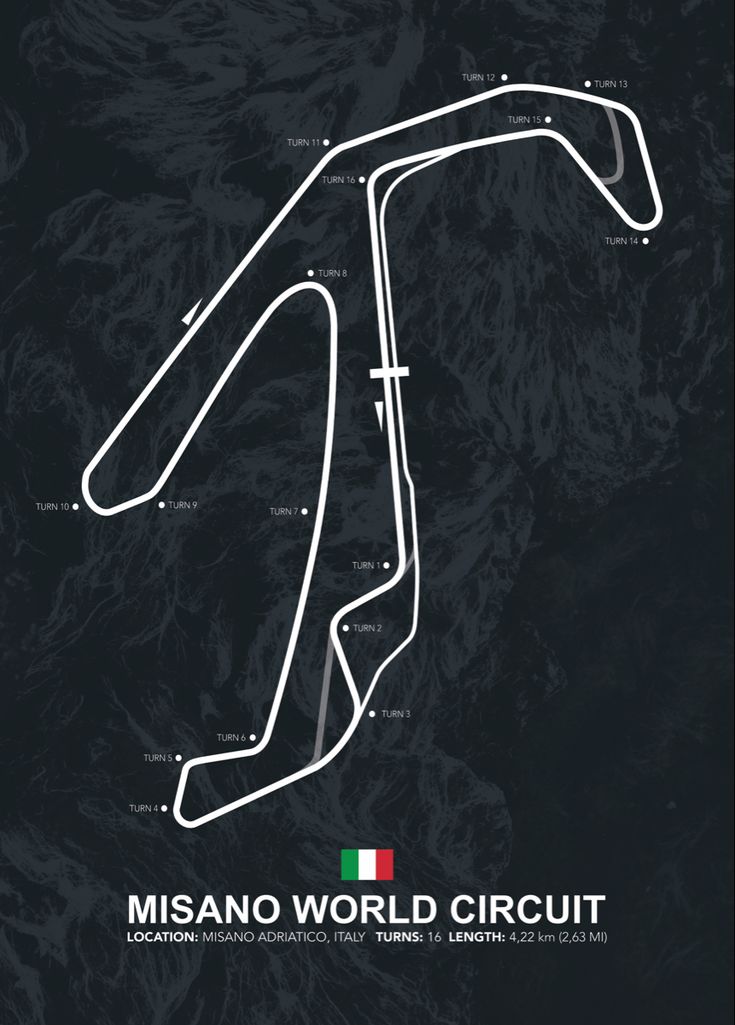 TURN 12
TURN 13
TURN 15
TURN 11
TURN 16
TURN 14
TURN 8
TURN 10
TURN 9
TURN 7
TURN 1
TURN 2
TURN 3
TURN 6
TURN 5
TURN 4
MISANO WORLD CIRCUIT
LOCATION: MISANO ADRIATICO, ITALY TURNS: 16 LENGTH: 4,22 km (2,63 MI)